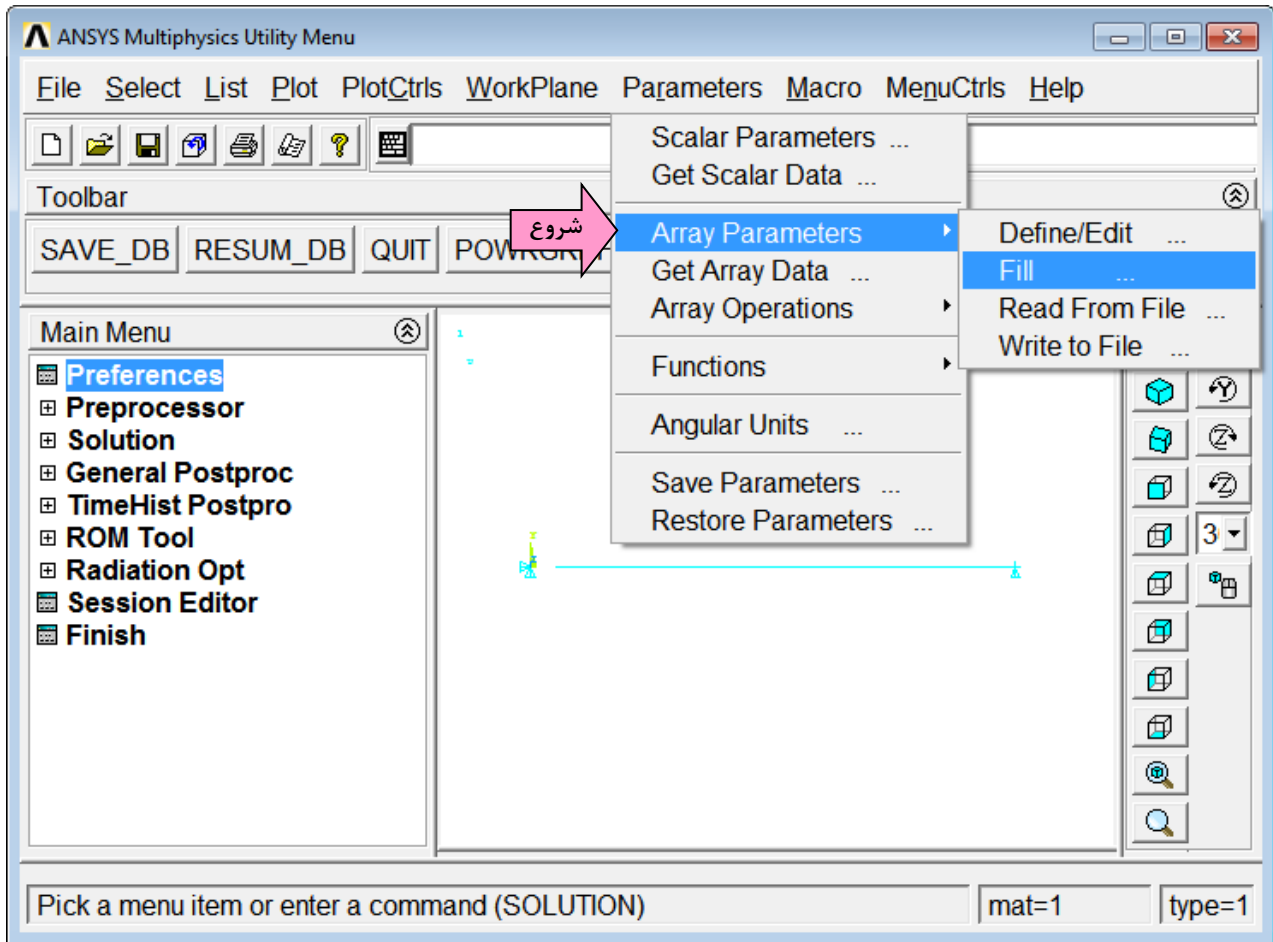 ANSYS Multiphysics Utility Menu
File Select List Plot PlotCtrls WorkPlane Parameters Macro MenuCtrls Help
Scalar Parameters ...
Get Scalar Data ...
Toolbar
شروع
Array Parameters
Define/Edit ...
SAVE_DB RESUM_DB QUIT
Get Array Data ...
Fill ...
Array Operations
Read From File ...
Write to File ...
Main Menu
1
Functions
Preferences
Preprocessor
Angular Units ...
Solution
General Postproc
Save Parameters ...
TimeHist Postpro
Restore Parameters ...
ROM Tool
3
Radiation Opt
Session Editor
Finish
Y
Z
Z
Pick a menu item or enter a command (SOLUTION) mat=1 type=1